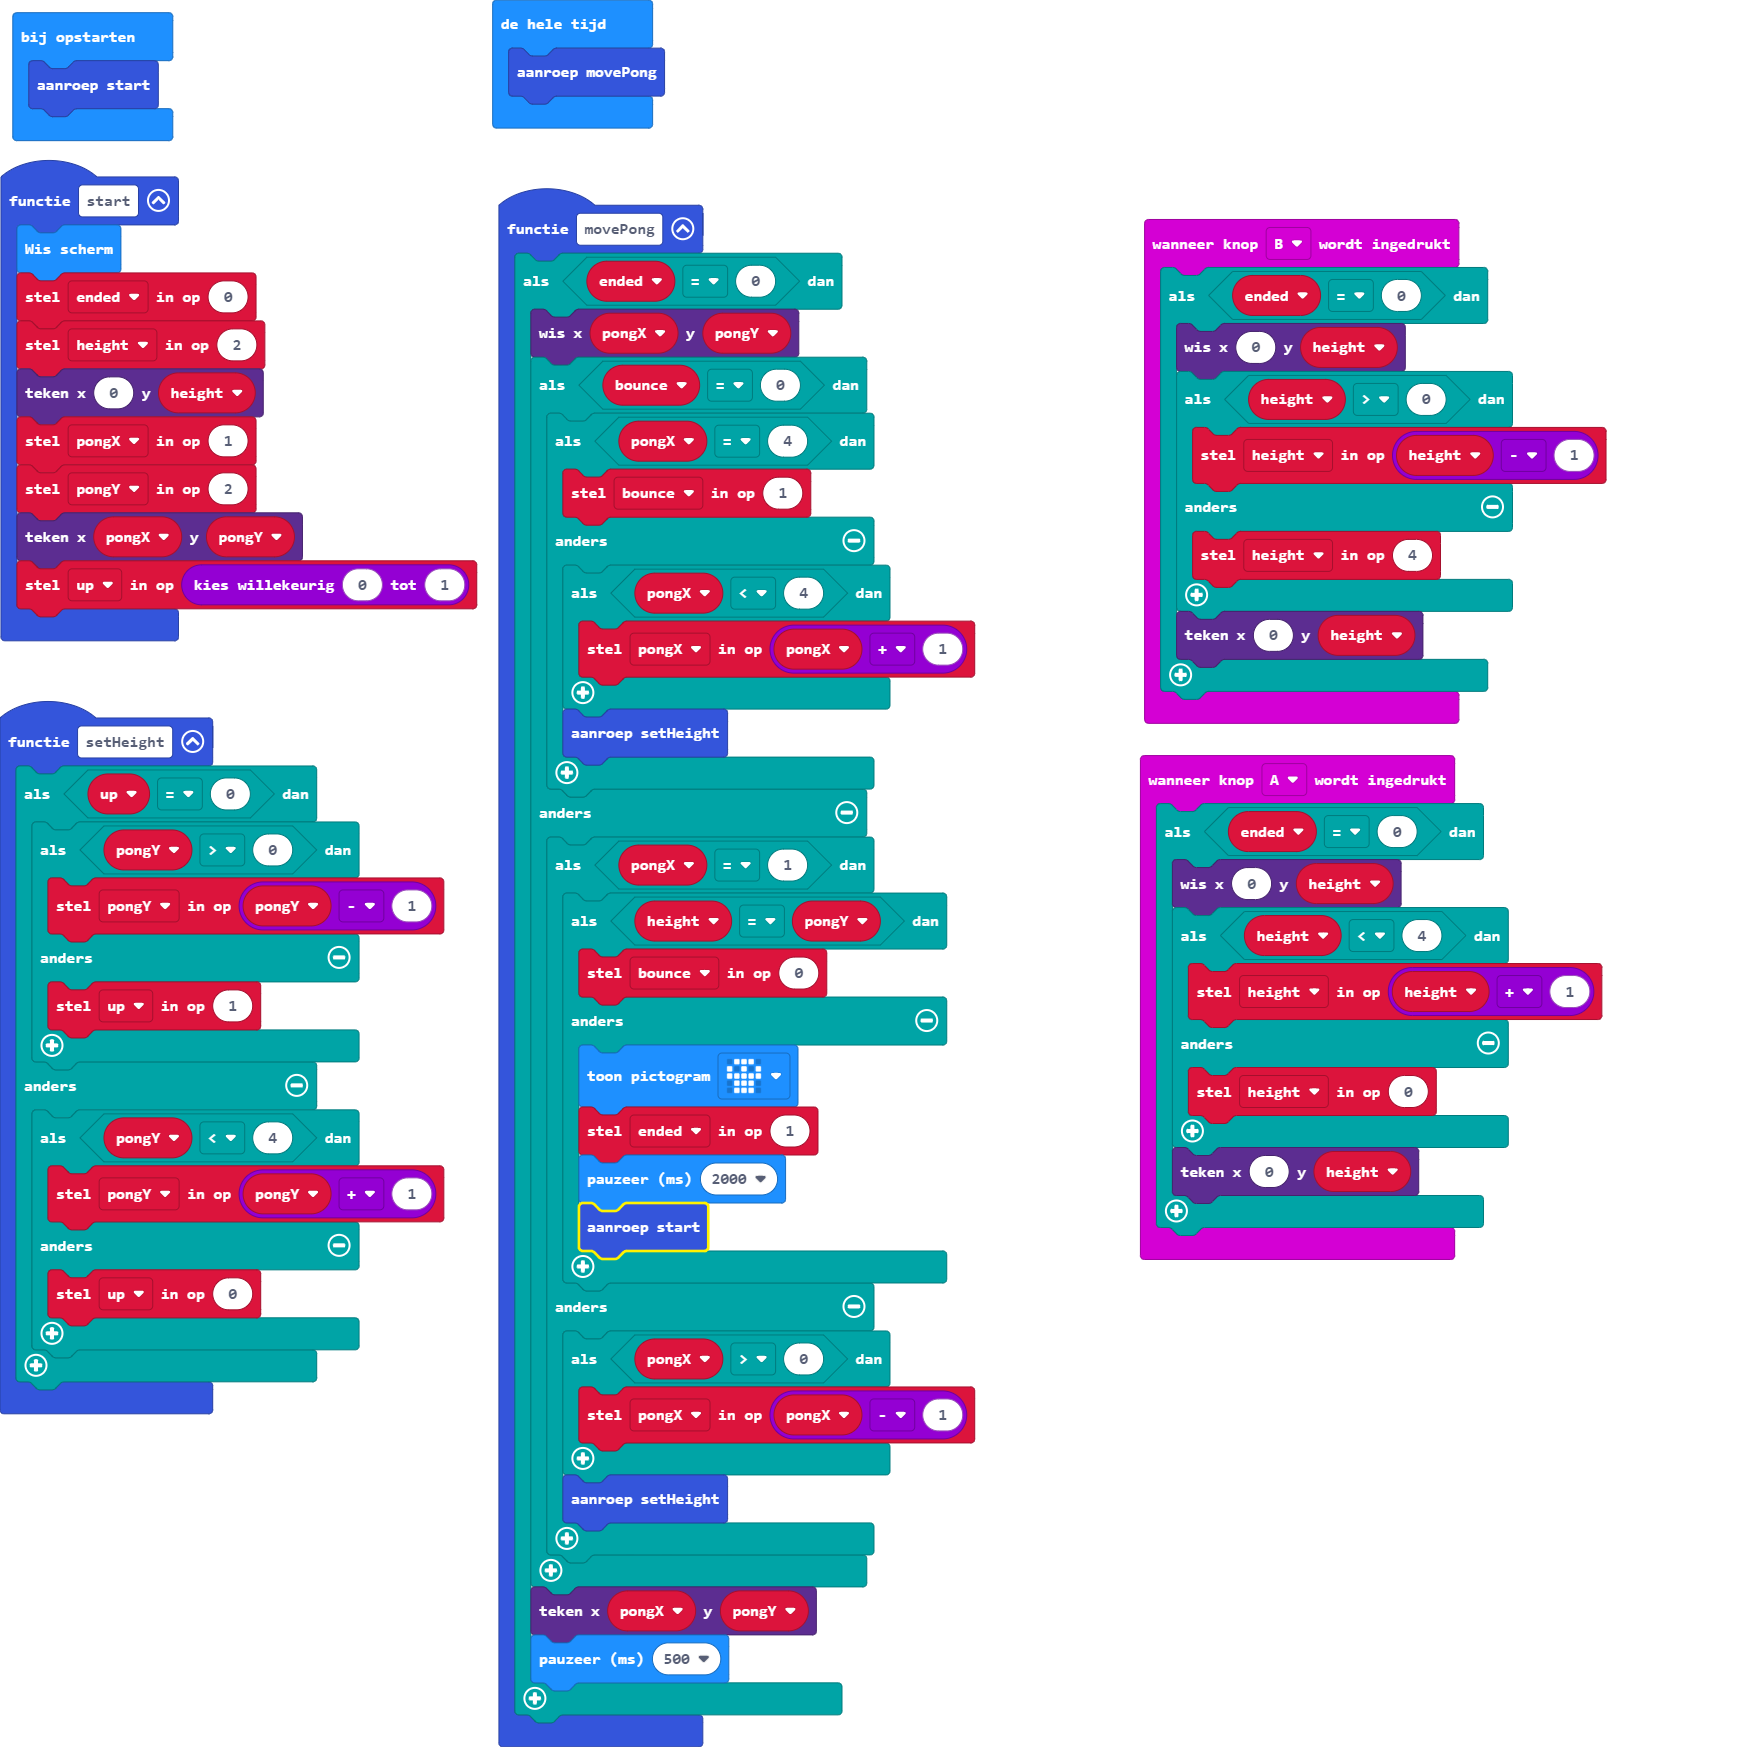 bij opstarten
aanroep start
functie start
Wis scherm
stel ended in op 0
stel height in op 2
teken x 0 y height
stel pongX in op 1
stel pongY in op 2
teken x pongX y pongY
stel up in op kies willekeurig 0 tot 1
functie setHeight
als up = 0 dan
als pongY > 0 dan
stel pongY in op pongY - 1
anders
stel up in op 1
anders
als pongY < 4 dan
stel pongY in op pongY + 1
anders
stel up in op 0
de hele tijd
aanroep movePong
functie movePong
als ended = 0 dan
wis x pongX y pongY
als bounce = 0 dan
als pongX = 4 dan
stel bounce in op 1
anders
als pongX < 4 dan
stel pongX in op pongX + 1
aanroep setHeight
anders
als pongX = 1 dan
als height = pongY dan
stel bounce in op 0
anders
toon pictogram
stel ended in op 1
pauzeer (ms) 2000
aanroep start
anders
als pongX > 0 dan
stel pongX in op pongX - 1
aanroep setHeight
teken x pongX y pongY
pauzeer (ms) 500
wanneer knop B wordt ingedrukt
als ended = 0 dan
wis x 0 y height
als height > 0 dan
stel height in op height - 1
anders
stel height in op 4
teken x 0 y height
wanneer knop A wordt ingedrukt
als ended = 0 dan
wis x 0 y height
als height < 4 dan
stel height in op height + 1
anders
stel height in op 0
teken x 0 y height